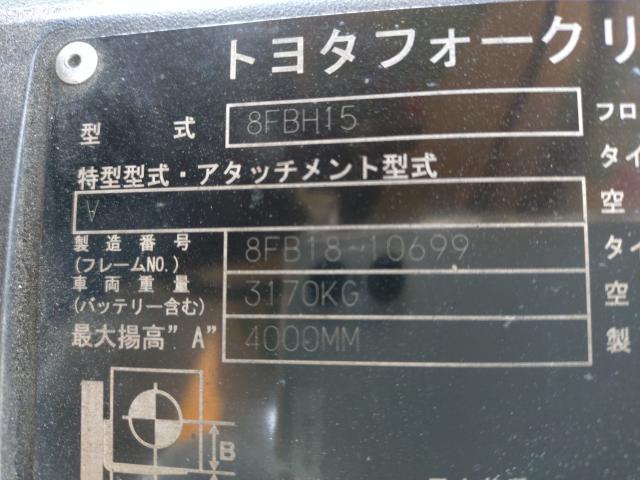 トヨタフォークリ
型 式 8FBH15 フロ
特型型式・アタッチメント型式 タイ
V 空
製造番号 8FB18-10699 タイ
(フレームNO.)
車両重量 3170KG 空
(バッテリー含む)
最大揚高"A" 4000MM 製
B